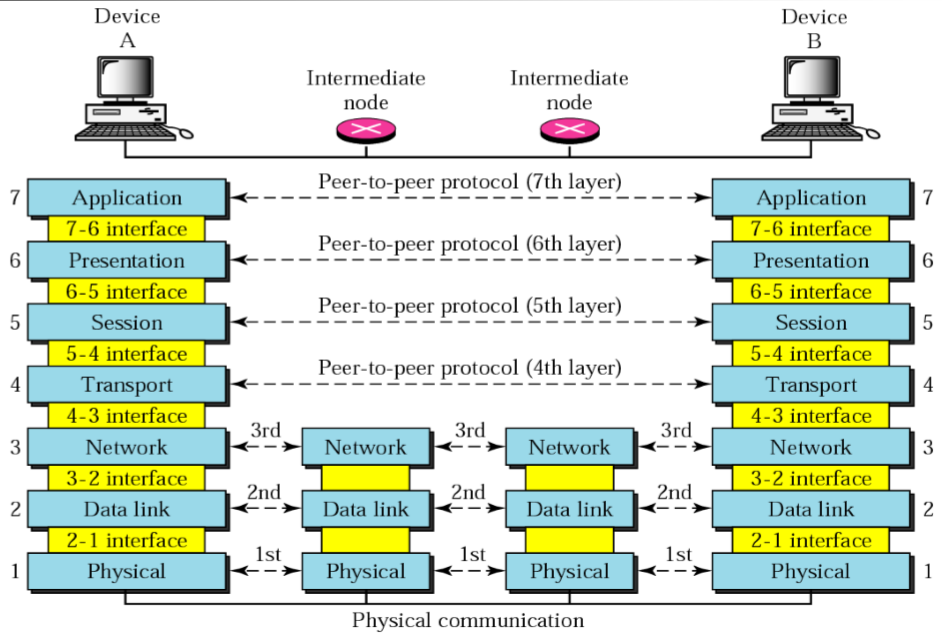 Device
A
Device
B
Intermediate
node
Intermediate
node
7 Application Peer-to-peer protocol (7th layer) Application 7
7-6 interface 7-6 interface
6 Presentation Peer-to-peer protocol (6th layer) Presentation 6
6-5 interface 6-5 interface
5 Session Peer-to-peer protocol (5th layer) Session 5
5-4 interface 5-4 interface
4 Transport Peer-to-peer protocol (4th layer) Transport 4
4-3 interface 4-3 interface
3 Network 3rd Network 3rd Network 3rd Network 3
3-2 interface 3-2 interface
2 Data link 2nd Data link 2nd Data link 2nd Data link 2
2-1 interface 2-1 interface
1 Physical 1st Physical 1st Physical 1st Physical 1
Physical communication